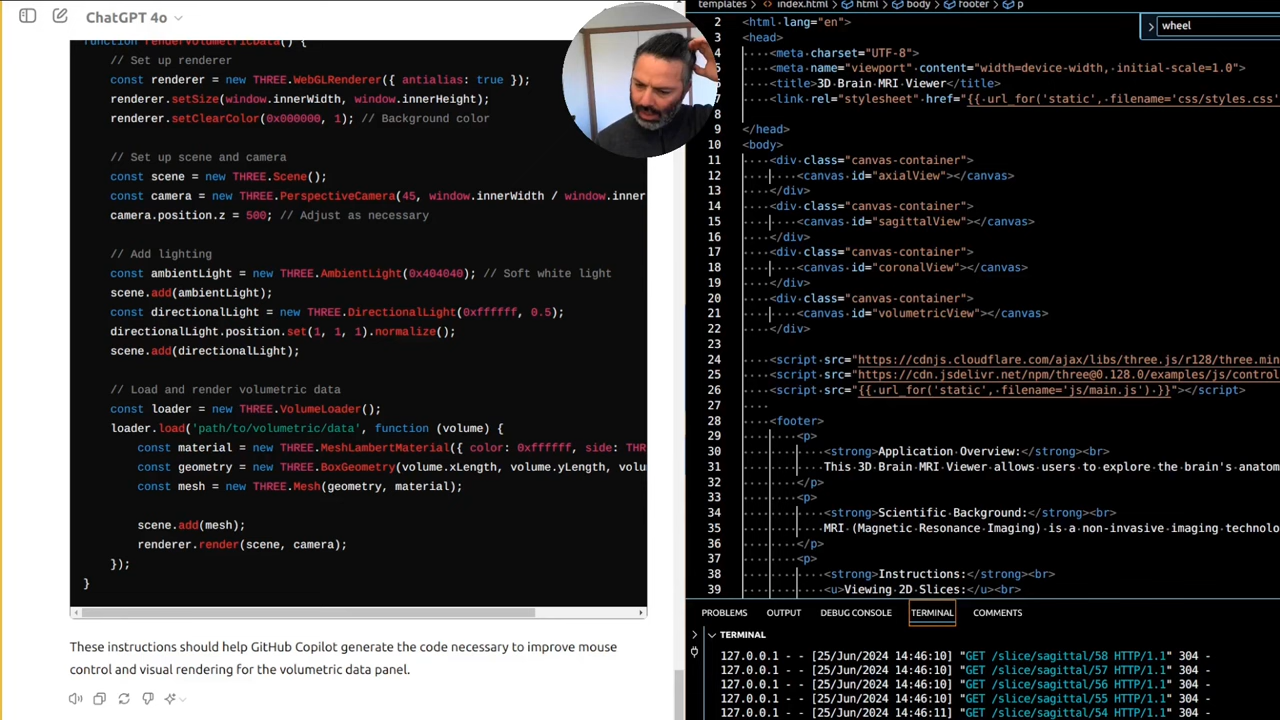 ChatGPT 4o
function renderVolumetricData() {
// Set up renderer
const renderer = new THREE.WebGLRenderer({ antialias: true });
renderer.setSize(window.innerWidth, window.innerHeight);
renderer.setClearColor(0x000000, 1); // Background color
// Set up scene and camera
const scene = new THREE.Scene();
const camera = new THREE.PerspectiveCamera(45, window.innerWidth / window.inner
camera.position.z = 500; // Adjust as necessary
// Add lighting
const ambientLight = new THREE.AmbientLight(0x404040); // Soft white light
scene.add(ambientLight);
const directionalLight = new THREE.DirectionalLight(0xffffff, 0.5);
directionalLight.position.set(1, 1, 1).normalize();
scene.add(directionalLight);
// Load and render volumetric data
const loader = new THREE.VolumeLoader();
loader.load('path/to/volumetric/data', function (volume) {
const material = new THREE.MeshLambertMaterial({ color: 0xffffff, side: THR
const geometry = new THREE.BoxGeometry(volume.xLength, volume.yLength, volu
const mesh = new THREE.Mesh(geometry, material);
scene.add(mesh);
renderer.render(scene, camera);
});
}
These instructions should help GitHub Copilot generate the code necessary to improve mouse
control and visual rendering for the volumetric data panel.
templates > <> index.html > html > body > footer > p
wheel
2 <html lang="en">
3 <head>
4 <meta charset="UTF-8">
5 <meta name="viewport" content="width=device-width, initial-scale=1.0">
6 <title>3D Brain MRI Viewer</title>
7 <link rel="stylesheet" href="{{ url_for('static', filename='css/styles.css'
8
9 </head>
10 <body>
11 <div class="canvas-container">
12 <canvas id="axialView"></canvas>
13 </div>
14 <div class="canvas-container">
15 <canvas id="sagittalView"></canvas>
16 </div>
17 <div class="canvas-container">
18 <canvas id="coronalView"></canvas>
19 </div>
20 <div class="canvas-container">
21 <canvas id="volumetricView"></canvas>
22 </div>
23
24 <script src="https://cdnjs.cloudflare.com/ajax/libs/three.js/r128/three.min
25 <script src="https://cdn.jsdelivr.net/npm/three@0.128.0/examples/js/control
26 <script src="{{ url_for('static', filename='js/main.js') }}"></script>
27
28 <footer>
29 <p>
30 <strong>Application Overview:</strong><br>
31 This 3D Brain MRI Viewer allows users to explore the brain's anatom
32 </p>
33 <p>
34 <strong>Scientific Background:</strong><br>
35 MRI (Magnetic Resonance Imaging) is a non-invasive imaging technolo
36 </p>
37 <p>
38 <strong>Instructions:</strong><br>
39 <u>Viewing 2D Slices:</u><br>
PROBLEMS OUTPUT DEBUG CONSOLE TERMINAL COMMENTS
TERMINAL
127.0.0.1 - - [25/Jun/2024 14:46:10] "GET /slice/sagittal/58 HTTP/1.1" 304 -
127.0.0.1 - - [25/Jun/2024 14:46:10] "GET /slice/sagittal/57 HTTP/1.1" 304 -
127.0.0.1 - - [25/Jun/2024 14:46:10] "GET /slice/sagittal/56 HTTP/1.1" 304 -
127.0.0.1 - - [25/Jun/2024 14:46:11] "GET /slice/sagittal/55 HTTP/1.1" 304 -